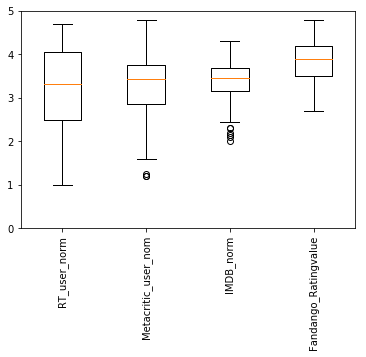 5
4
3
2
1
0
RT_user_norm
Metacritic_user_nom
IMDB_norm
Fandango_Ratingvalue